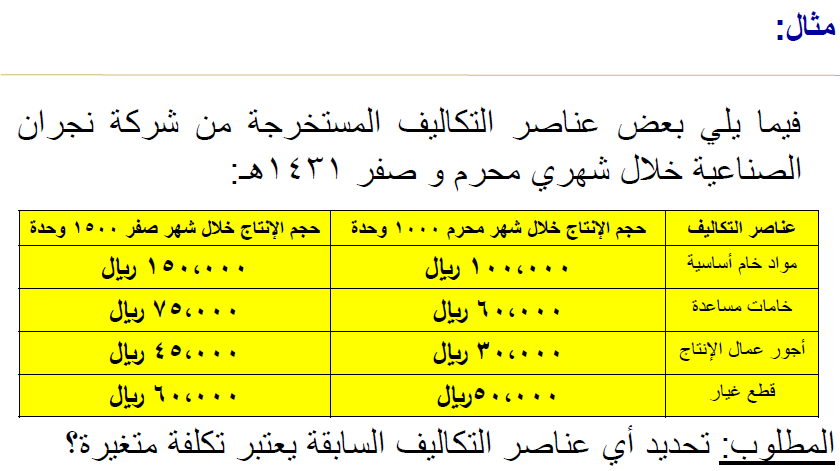 مثال:
فيما يلي بعض عناصر التكاليف المستخرجة من شركة نجران
الصناعية خلال شهري محرم و صفر ١٤٣١هـ:
عناصر التكاليف حجم الإنتاج خلال شهر محرم ١٠٠٠ وحدة حجم الإنتاج خلال شهر صفر ١٥٠٠ وحدة
مواد خام أساسية ١٠٠،٠٠٠ ريال ١٥٠،٠٠٠ ريال
خامات مساعدة ٦٠،٠٠٠ ريال ٧٥،٠٠٠ ريال
أجور عمال الإنتاج ٣٠،٠٠٠ ريال ٤٥،٠٠٠ ريال
قطع غيار ٥٠،٠٠٠ريال ٦٠،٠٠٠ ريال
المطلوب: تحديد أي عناصر التكاليف السابقة يعتبر تكلفة متغيرة؟